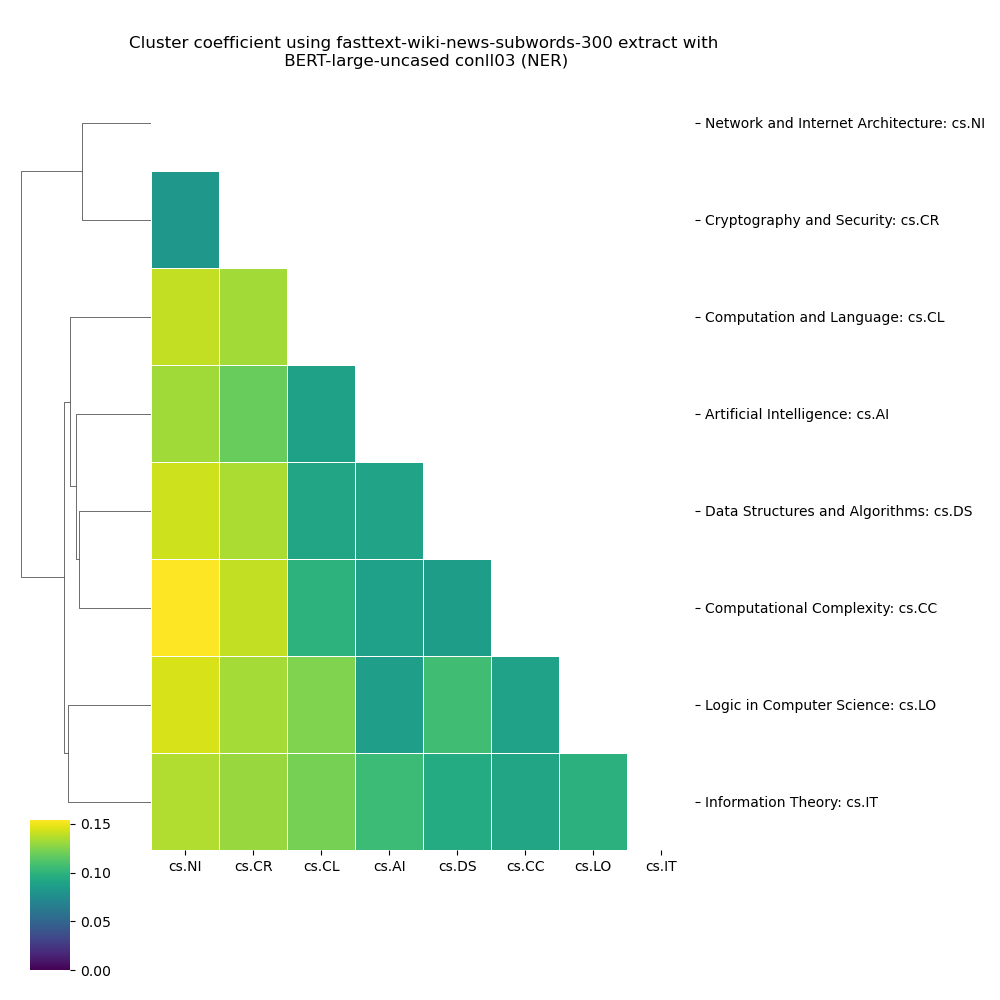 Cluster coefficient using fasttext-wiki-news-subwords-300 extract with
BERT-large-uncased conll03 (NER)
Network and Internet Architecture: cs.NI
Cryptography and Security: cs.CR
Computation and Language: cs.CL
Artificial Intelligence: cs.AI
Data Structures and Algorithms: cs.DS
Computational Complexity: cs.CC
Logic in Computer Science: cs.LO
Information Theory: cs.IT
cs.NI cs.CR cs.CL cs.AI cs.DS cs.CC cs.LO cs.IT
0.15
0.10
0.05
0.00